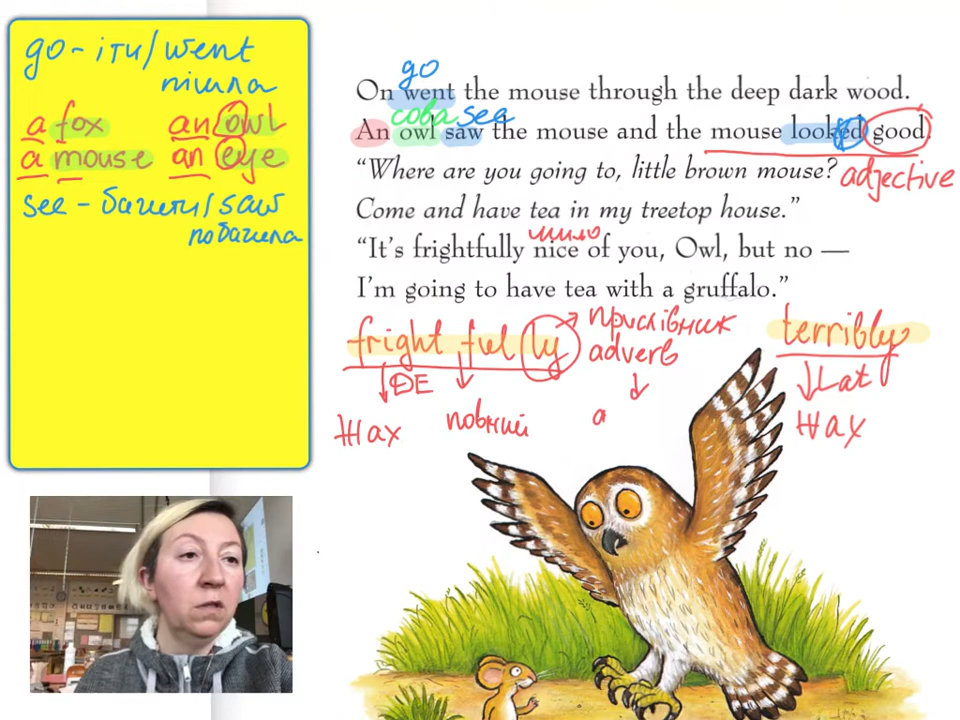 go - іти/went
пішла
a fox an owl
a mouse an eye
see - бачити/saw
побачила
go
On went the mouse through the deep dark wood.
сова see
An owl saw the mouse and the mouse looked good.
“Where are you going to, little brown mouse?
adjective
Come and have tea in my treetop house.”
мило
“It’s frightfully nice of you, Owl, but no —
I’m going to have tea with a gruffalo.”
fright ful ly
прислівник
adverb
terribly
DE
Lat
жах
повний
а
жах